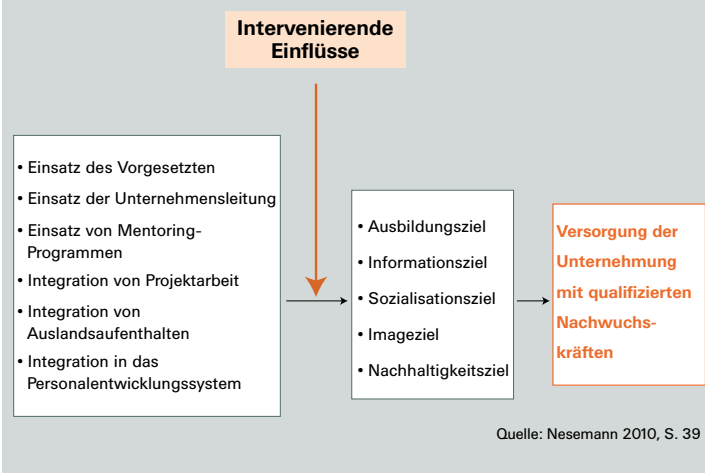 Intervenierende
Einflüsse
• Einsatz des Vorgesetzten
• Einsatz der Unternehmensleitung
• Einsatz von Mentoring-
Programmen
• Integration von Projektarbeit
• Integration von
Auslandsaufenthalten
• Integration in das
Personalentwicklungssystem
• Ausbildungsziel
• Informationsziel
• Sozialisationsziel
• Imageziel
• Nachhaltigkeitsziel
Versorgung der
Unternehmung
mit qualifizierten
Nachwuchs-
kräften
Quelle: Nesemann 2010, S. 39